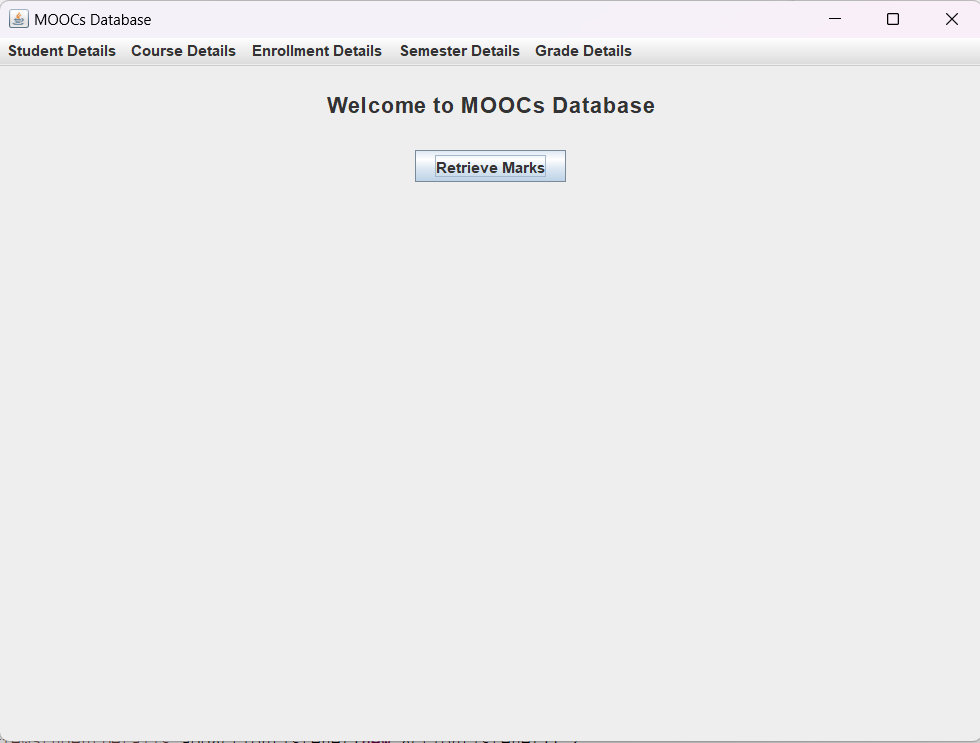 MOOCs Database
Student Details Course Details Enrollment Details Semester Details Grade Details
Welcome to MOOCs Database
Retrieve Marks